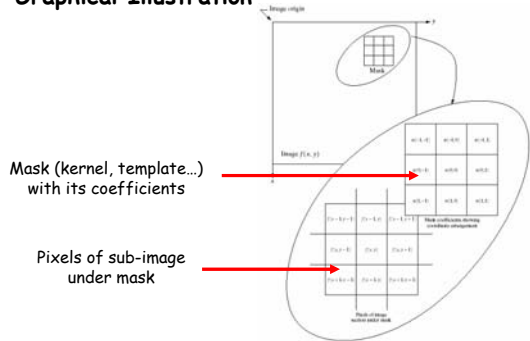 Graphical Illustration
Image origin
y
Mask
Image f(x, y)
x
Mask (kernel, template…)
with its coefficients
w(-1, -1) w(-1, 0) w(-1, 1)
w(0, -1) w(0, 0) w(0, 1)
w(1, -1) w(1, 0) w(1, 1)
Mask coefficients showing
coordinate arrangement
Pixels of sub-image
under mask
f(x-1, y-1) f(x-1, y) f(x-1, y+1)
f(x, y-1) f(x, y) f(x, y+1)
f(x+1, y-1) f(x+1, y) f(x+1, y+1)
Pixels of image
section under mask